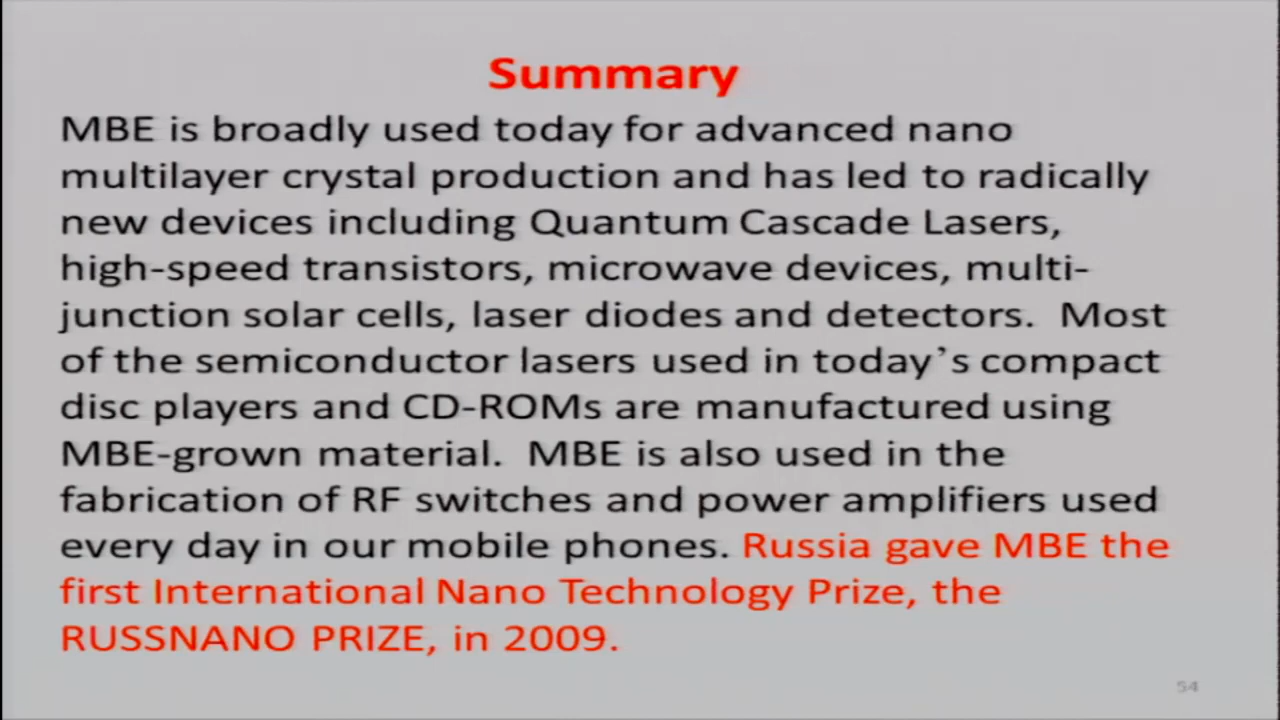 Summary
MBE is broadly used today for advanced nano
multilayer crystal production and has led to radically
new devices including Quantum Cascade Lasers,
high-speed transistors, microwave devices, multi-
junction solar cells, laser diodes and detectors.  Most
of the semiconductor lasers used in today’s compact
disc players and CD-ROMs are manufactured using
MBE-grown material.  MBE is also used in the
fabrication of RF switches and power amplifiers used
every day in our mobile phones. Russia gave MBE the
first International Nano Technology Prize, the
RUSSNANO PRIZE, in 2009.
54